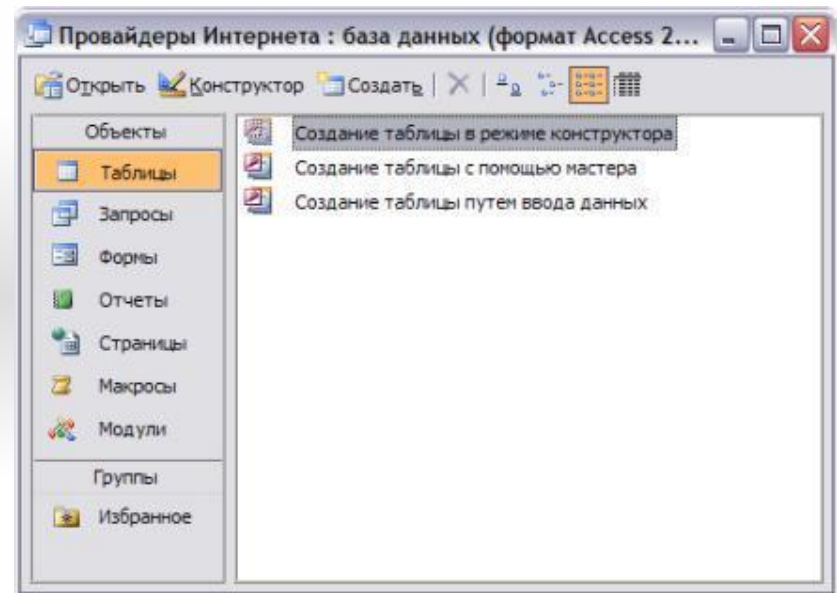 Провайдеры Интернета : база данных (формат Access 2...
Открыть Конструктор Создать
Объекты
Таблицы
Запросы
Формы
Отчеты
Страницы
Макросы
Модули
Группы
Избранное
Создание таблицы в режиме конструктора
Создание таблицы с помощью мастера
Создание таблицы путем ввода данных